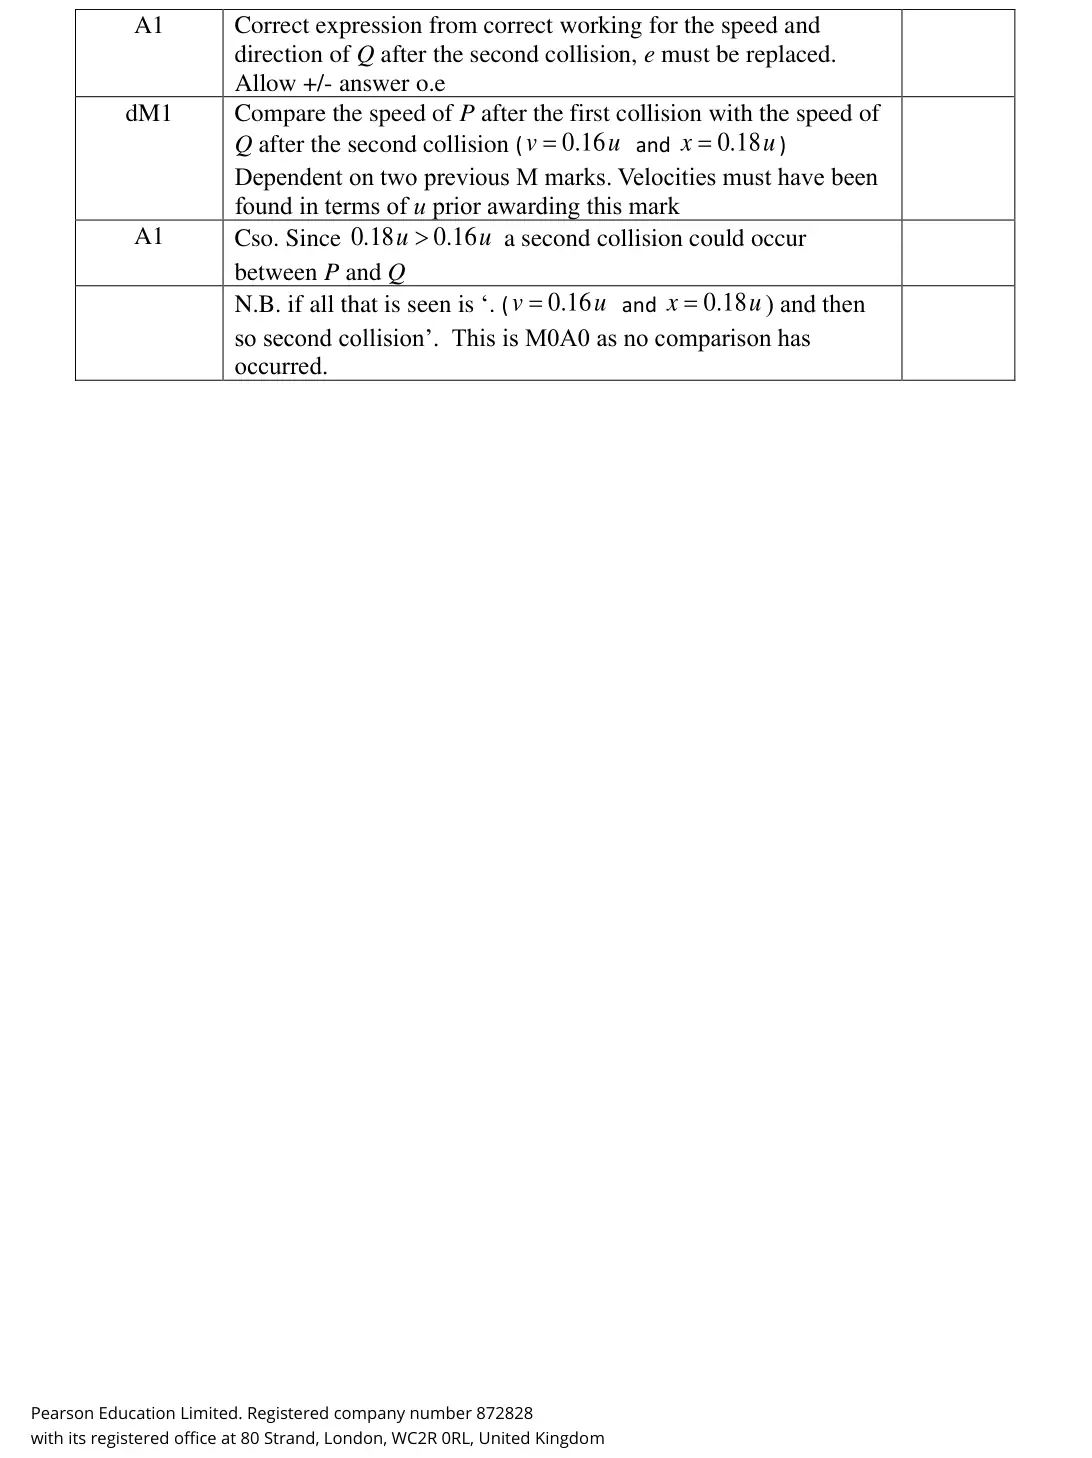 A1
Correct expression from correct working for the speed and
direction of Q after the second collision, e must be replaced.
Allow +/- answer o.e
dM1
Compare the speed of P after the first collision with the speed of
Q after the second collision (v = 0.16u and x = 0.18u)
Dependent on two previous M marks. Velocities must have been
found in terms of u prior awarding this mark
A1
Cso. Since 0.18u > 0.16u a second collision could occur
between P and Q
N.B. if all that is seen is ‘. (v = 0.16u and x = 0.18u) and then
so second collision’. This is M0A0 as no comparison has
occurred.
Pearson Education Limited. Registered company number 872828
with its registered office at 80 Strand, London, WC2R 0RL, United Kingdom